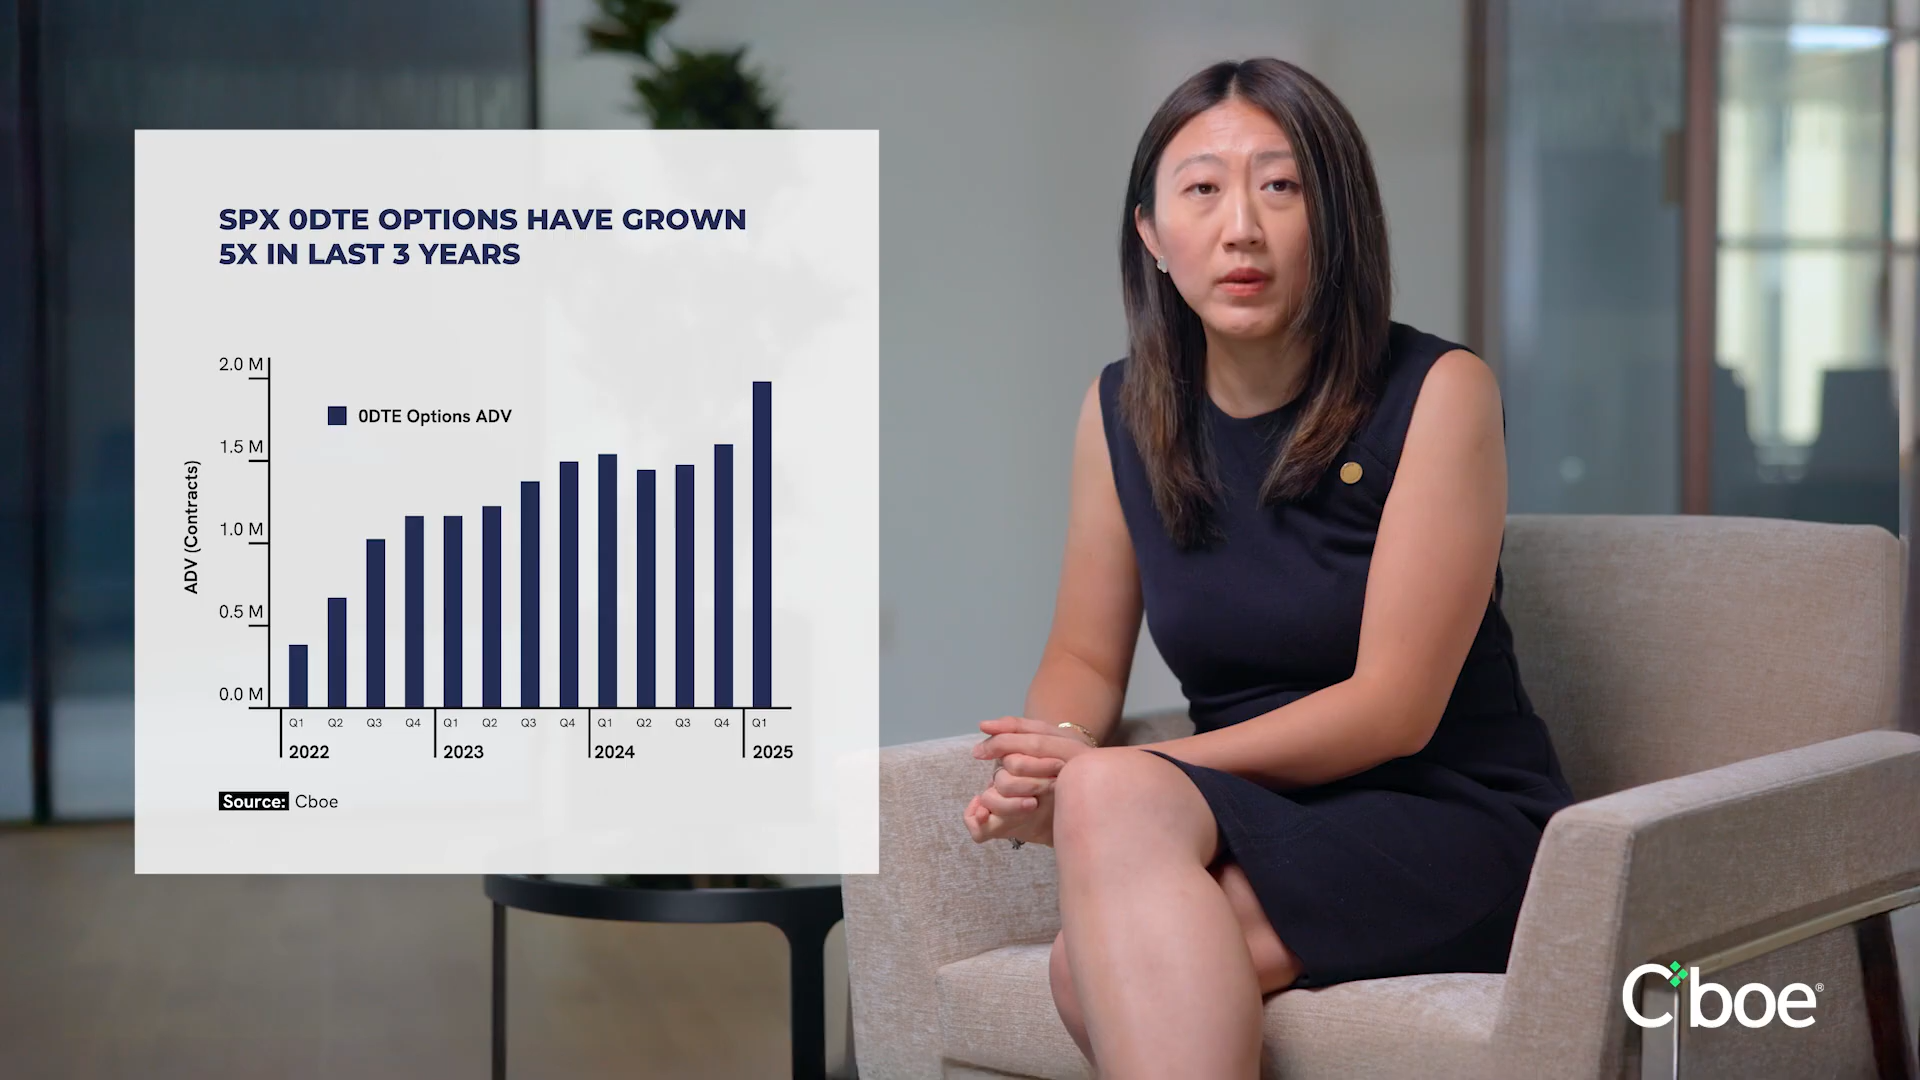 SPX 0DTE OPTIONS HAVE GROWN
5X IN LAST 3 YEARS
2.0 M
0DTE Options ADV
1.5 M
1.0 M
0.5 M
0.0 M
ADV (Contracts)
Q1 Q2 Q3 Q4 Q1 Q2 Q3 Q4 Q1 Q2 Q3 Q4 Q1
2022 2023 2024 2025
Source: Cboe
Cboe®